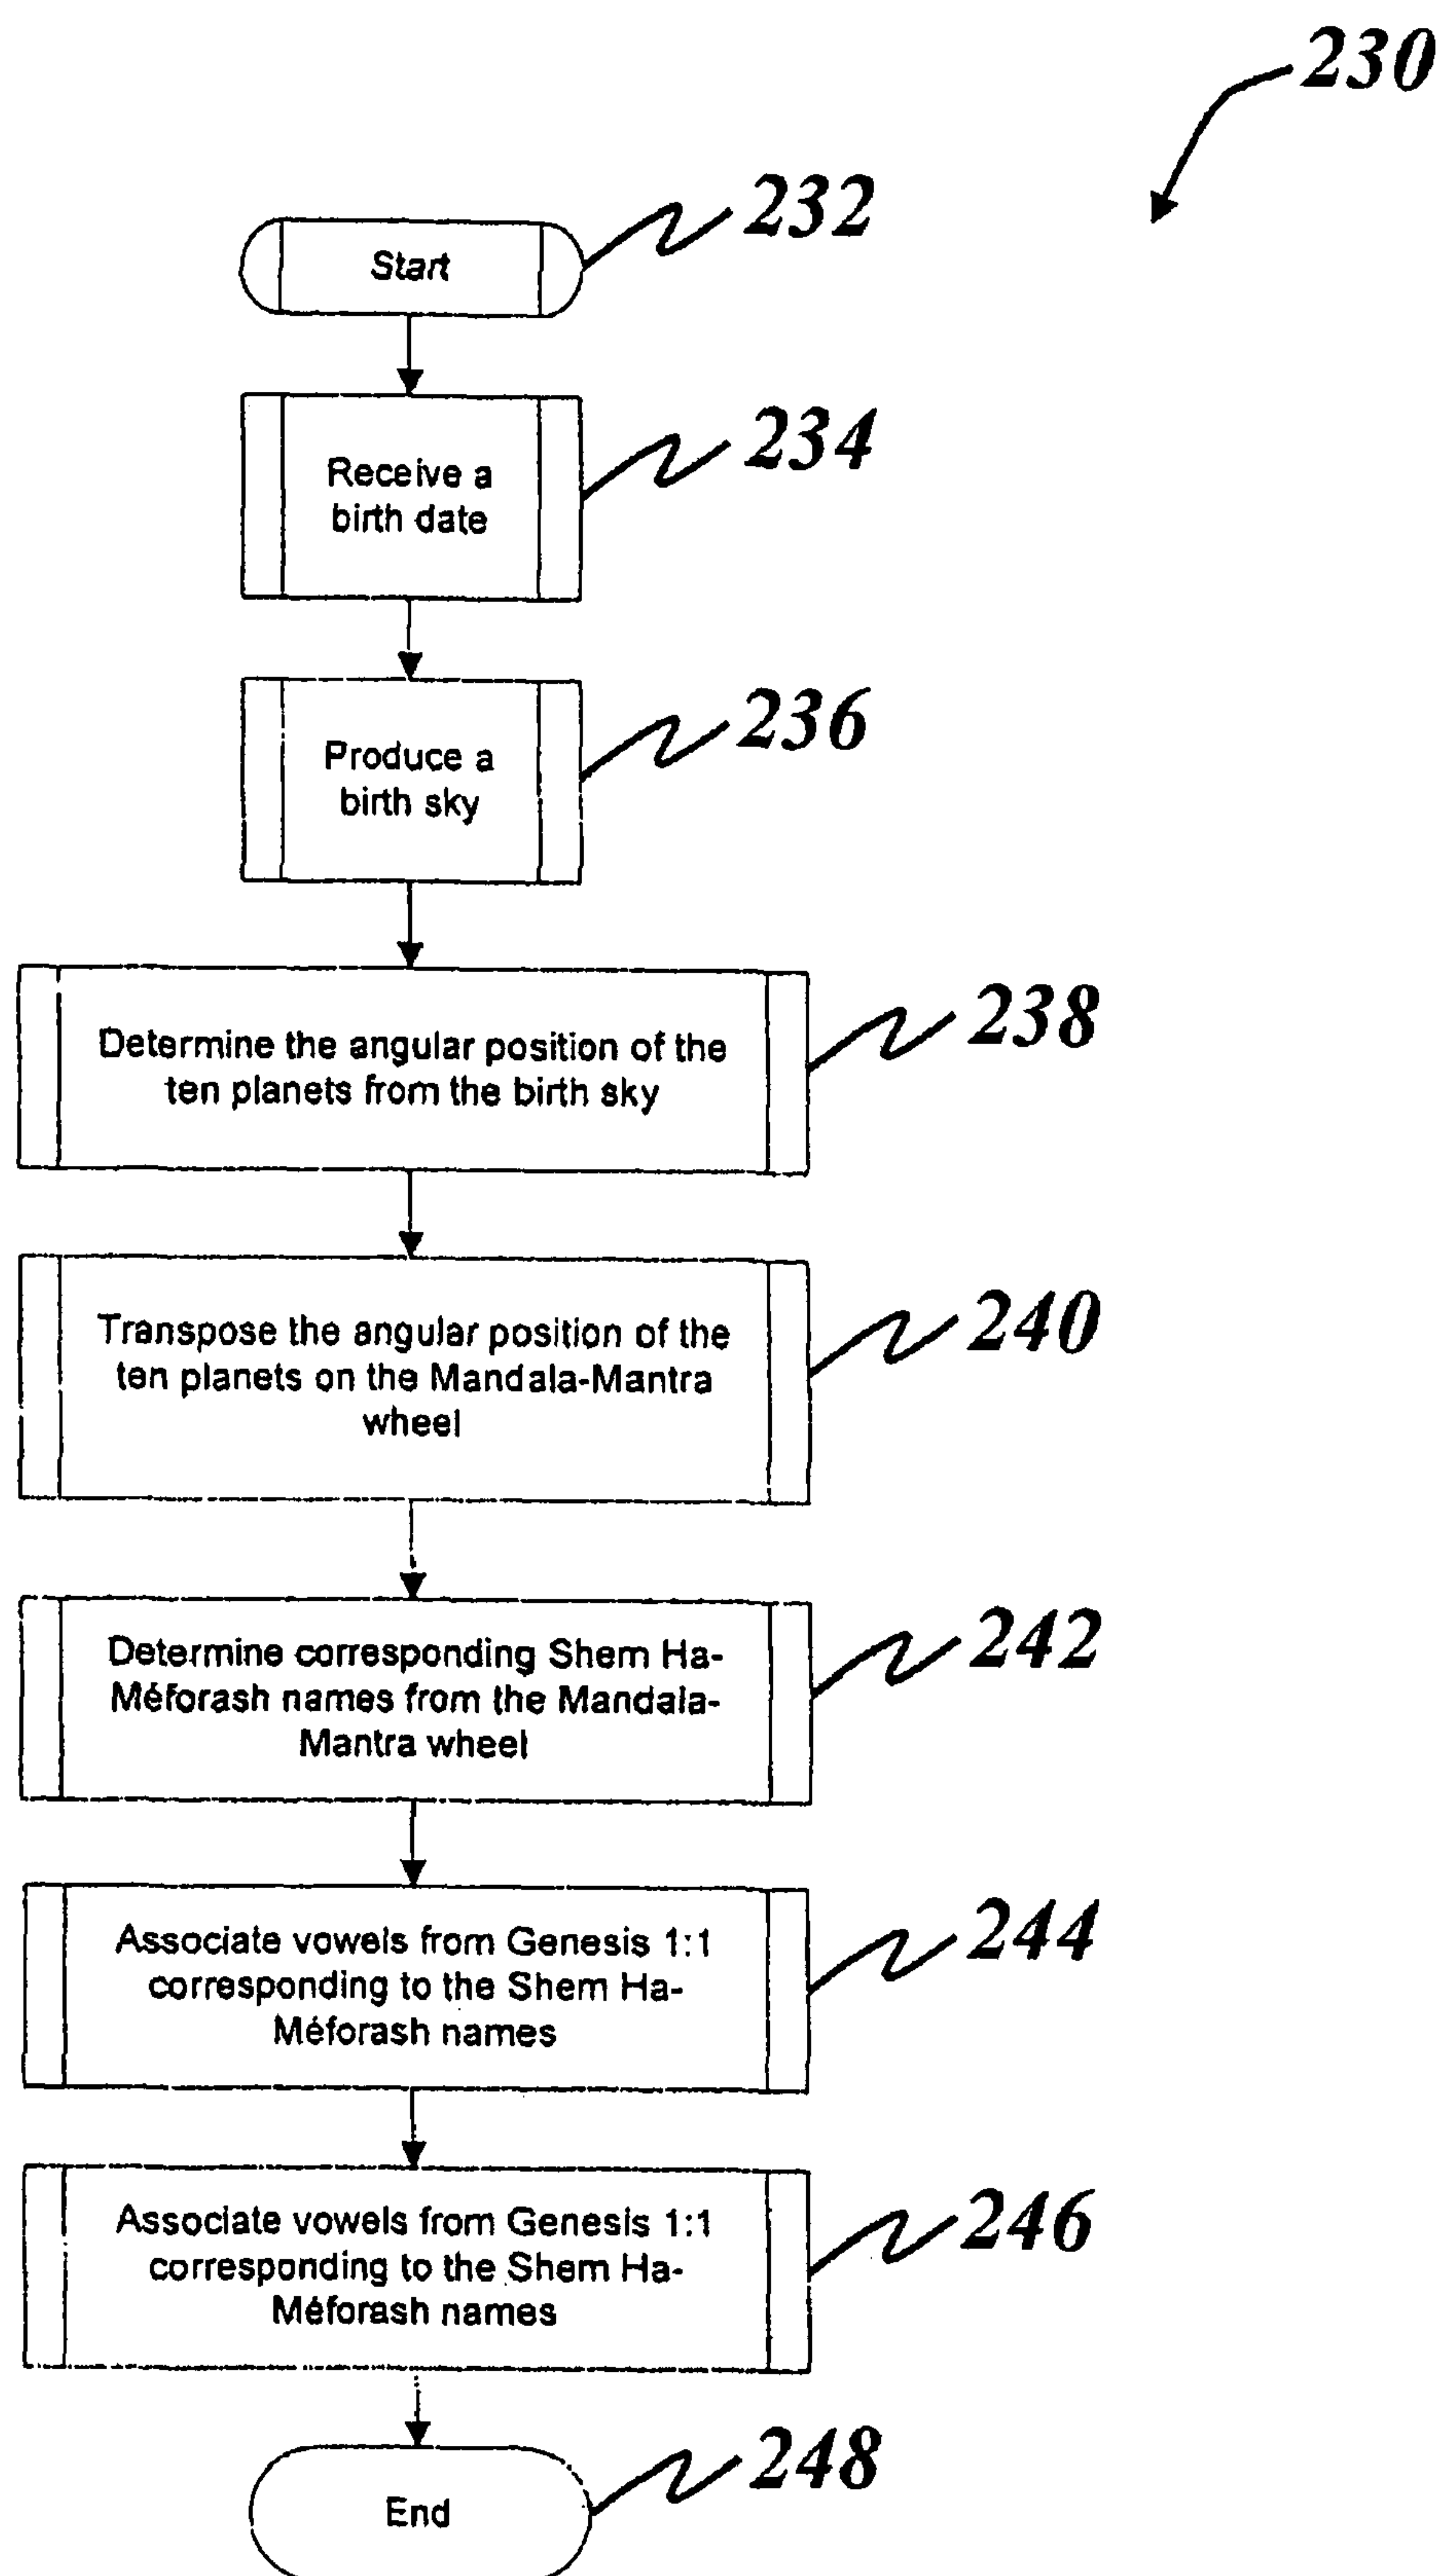 230
232
Start
234
Receive a
birth date
236
Produce a
birth sky
238
Determine the angular position of the
ten planets from the birth sky
240
Transpose the angular position of the
ten planets on the Mandala-Mantra
wheel
242
Determine corresponding Shem Ha-
Méforash names from the Mandala-
Mantra wheel
244
Associate vowels from Genesis 1:1
corresponding to the Shem Ha-
Méforash names
246
Associate vowels from Genesis 1:1
corresponding to the Shem Ha-
Méforash names
248
End